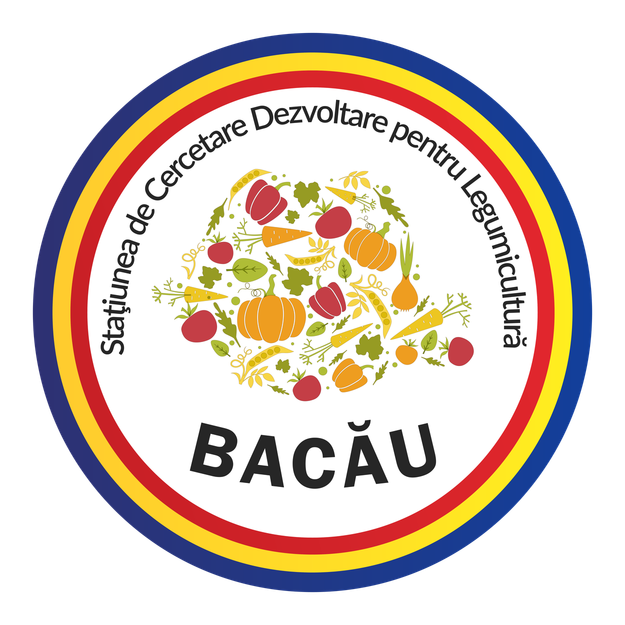 Staţiunea de Cercetare Dezvoltare pentru Legumicultură
BACĂU